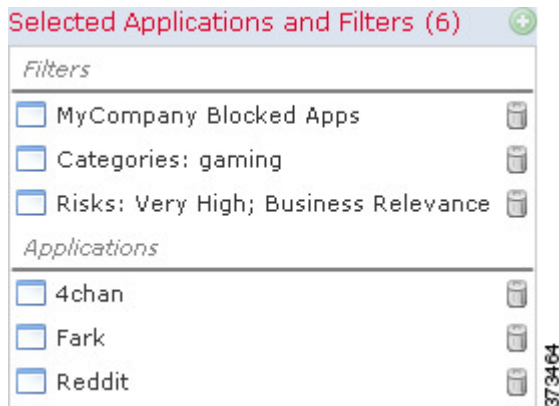 Selected Applications and Filters (6)
Filters
MyCompany Blocked Apps
Categories: gaming
Risks: Very High; Business Relevance
Applications
4chan
Fark
Reddit
373464